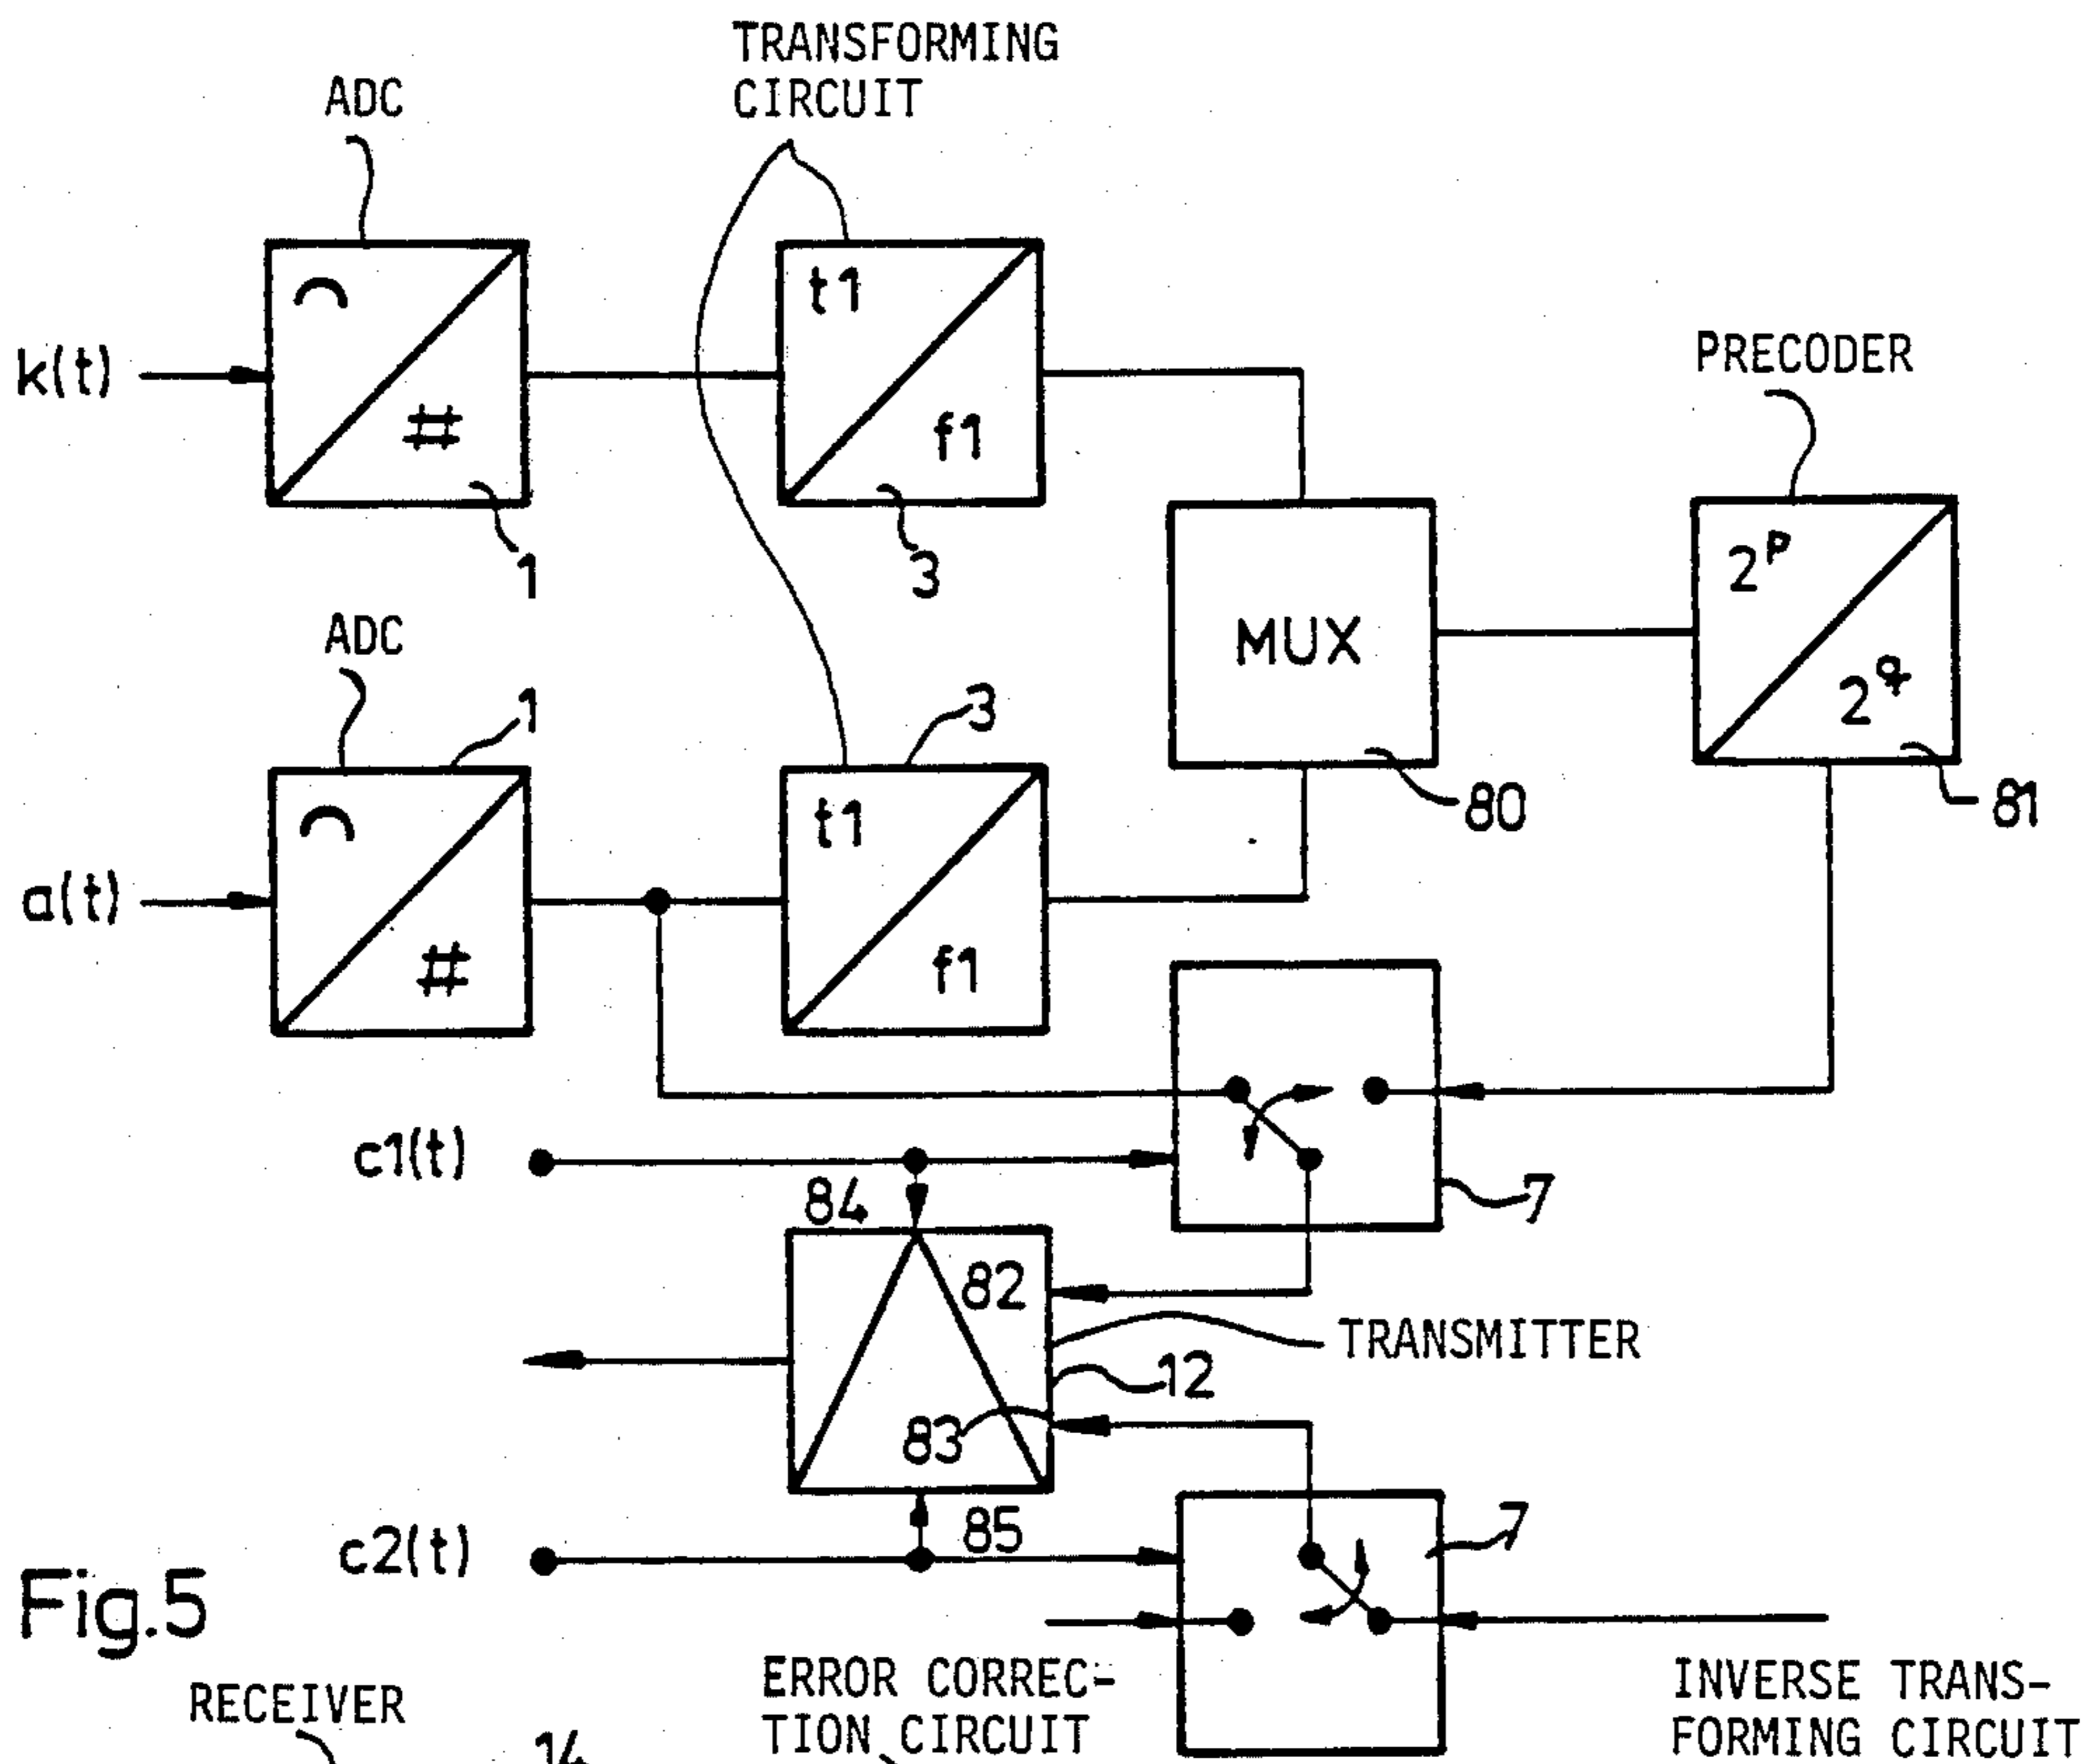 TRANSFORMING
CIRCUIT
ADC
t1
k(t)
#
f1
PRECODER
1
3
2^p
MUX
2^q
ADC
1
3
80
81
t1
a(t)
#
f1
c1(t)
84
7
82
TRANSMITTER
12
83
85
7
c2(t)
Fig.5
RECEIVER
14
ERROR CORREC-
TION CIRCUIT
INVERSE TRANS-
FORMING CIRCUIT